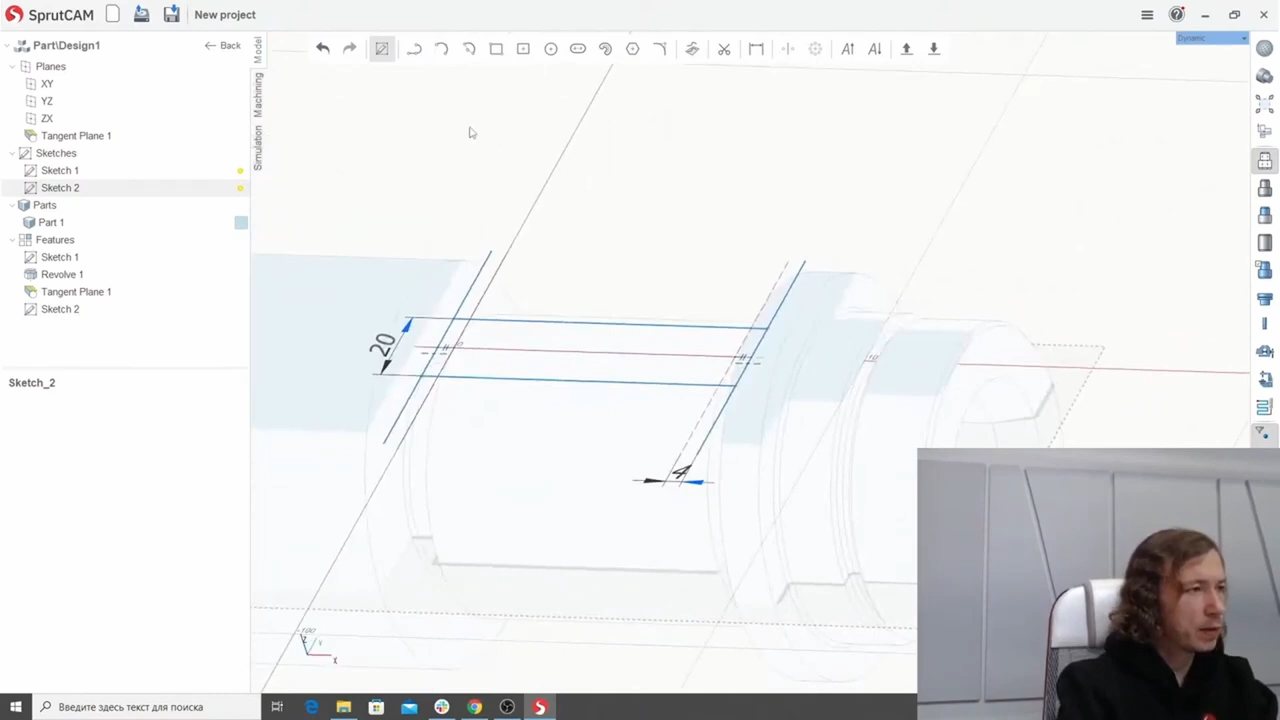 SprutCAM
New project
Part\Design1
Back
Planes
XY
YZ
ZX
Tangent Plane 1
Sketches
Sketch 1
Sketch 2
Parts
Part 1
Features
Sketch 1
Revolve 1
Tangent Plane 1
Sketch 2
Sketch_2
Model
Machining
Simulation
Dynamic
20
4
-100
Z
Y
X
Введите здесь текст для поиска